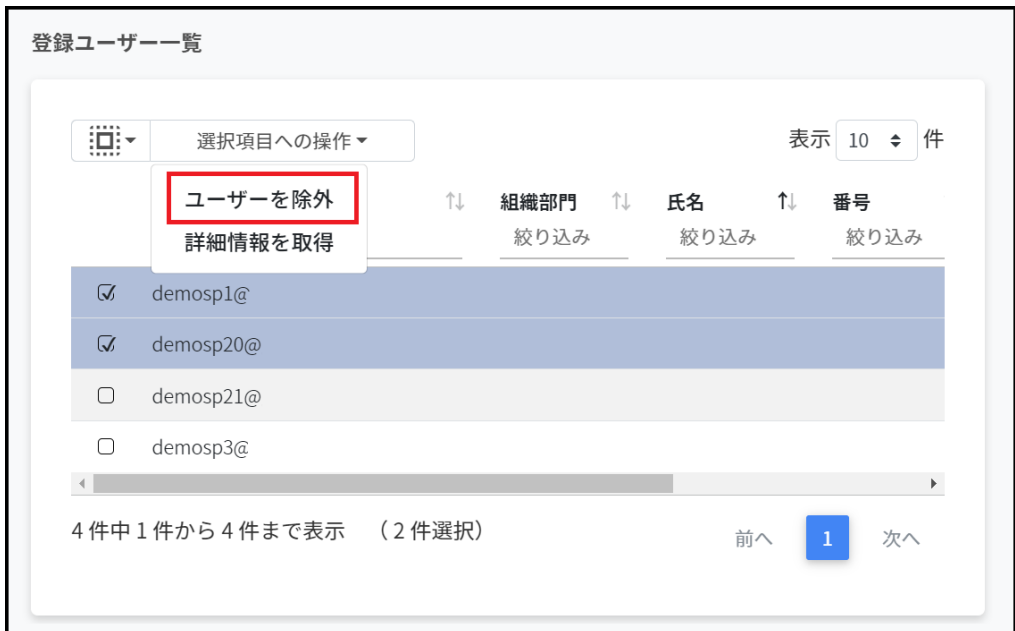 登録ユーザー一覧
選択項目への操作 表示 10 件
ユーザーを除外
詳細情報を取得
組織部門 氏名 番号
絞り込み 絞り込み 絞り込み
demosp1@
demosp20@
demosp21@
demosp3@
4 件中 1 件から 4 件まで表示 （ 2 件選択）
前へ 1 次へ